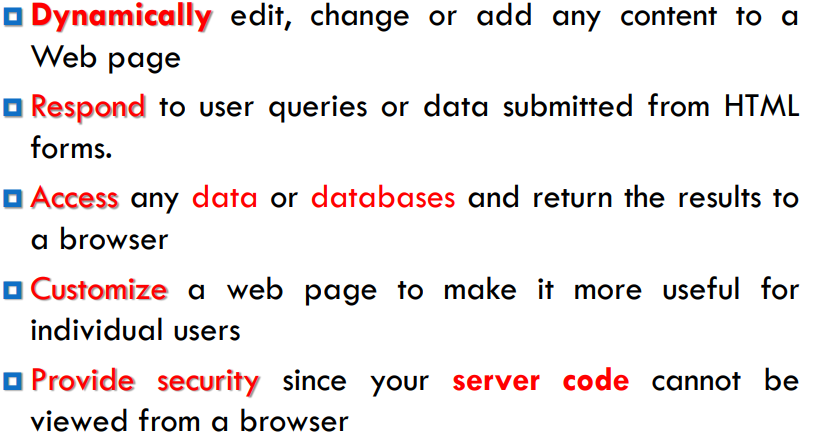 Dynamically edit, change or add any content to a
Web page
Respond to user queries or data submitted from HTML
forms.
Access any data or databases and return the results to
a browser
Customize a web page to make it more useful for
individual users
Provide security since your server code cannot be
viewed from a browser